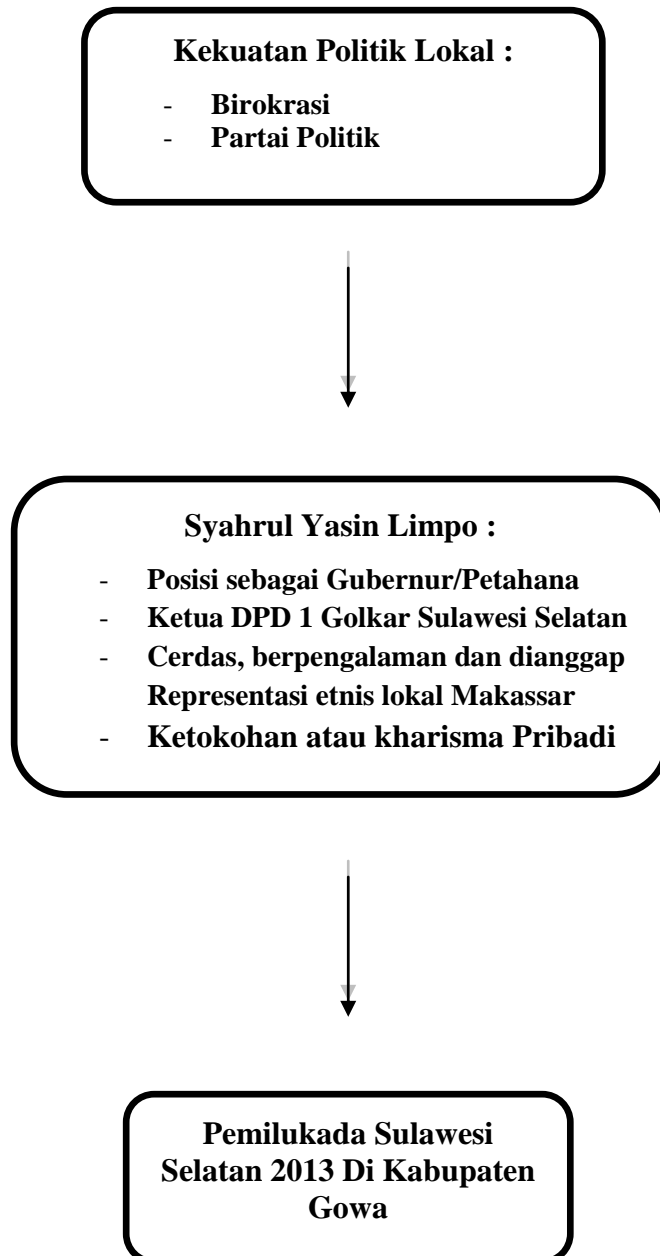 Kekuatan Politik Lokal :
- Birokrasi
- Partai Politik
Syahrul Yasin Limpo :
- Posisi sebagai Gubernur/Petahana
- Ketua DPD 1 Golkar Sulawesi Selatan
- Cerdas, berpengalaman dan dianggap
Representasi etnis lokal Makassar
- Ketokohan atau kharisma Pribadi
Pemilukada Sulawesi
Selatan 2013 Di Kabupaten
Gowa